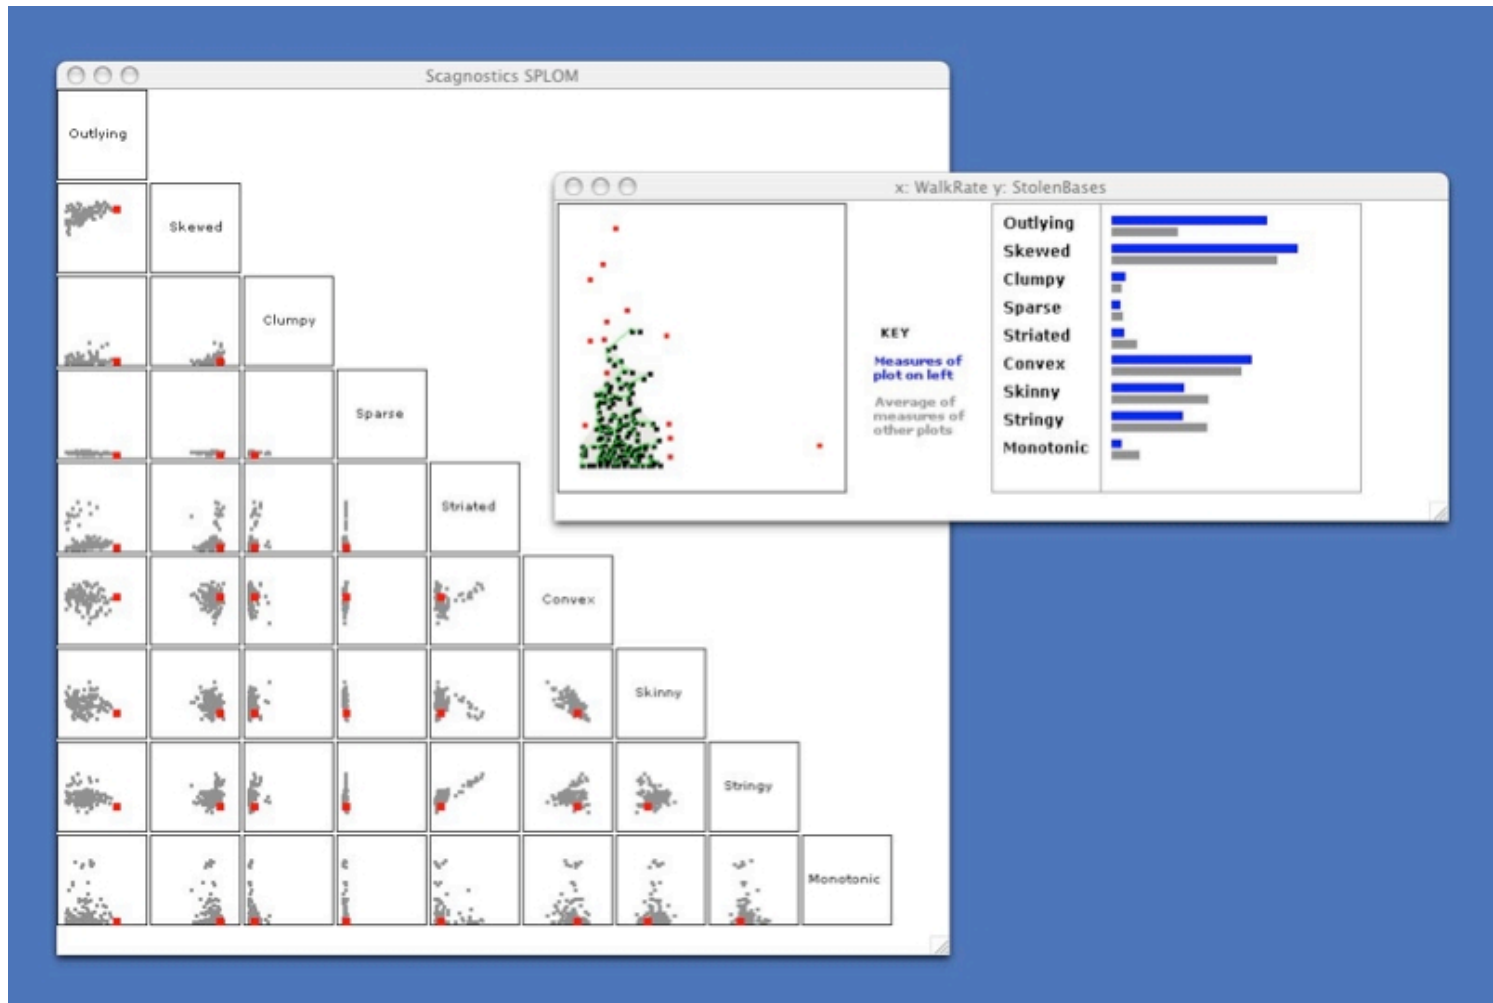 Scagnostics SPLOM
Outlying
Skewed
Clumpy
Sparse
Striated
Convex
Skinny
Stringy
Monotonic
x: WalkRate y: StolenBases
KEY
Measures of
plot on left
Average of
measures of
other plots
Outlying
Skewed
Clumpy
Sparse
Striated
Convex
Skinny
Stringy
Monotonic